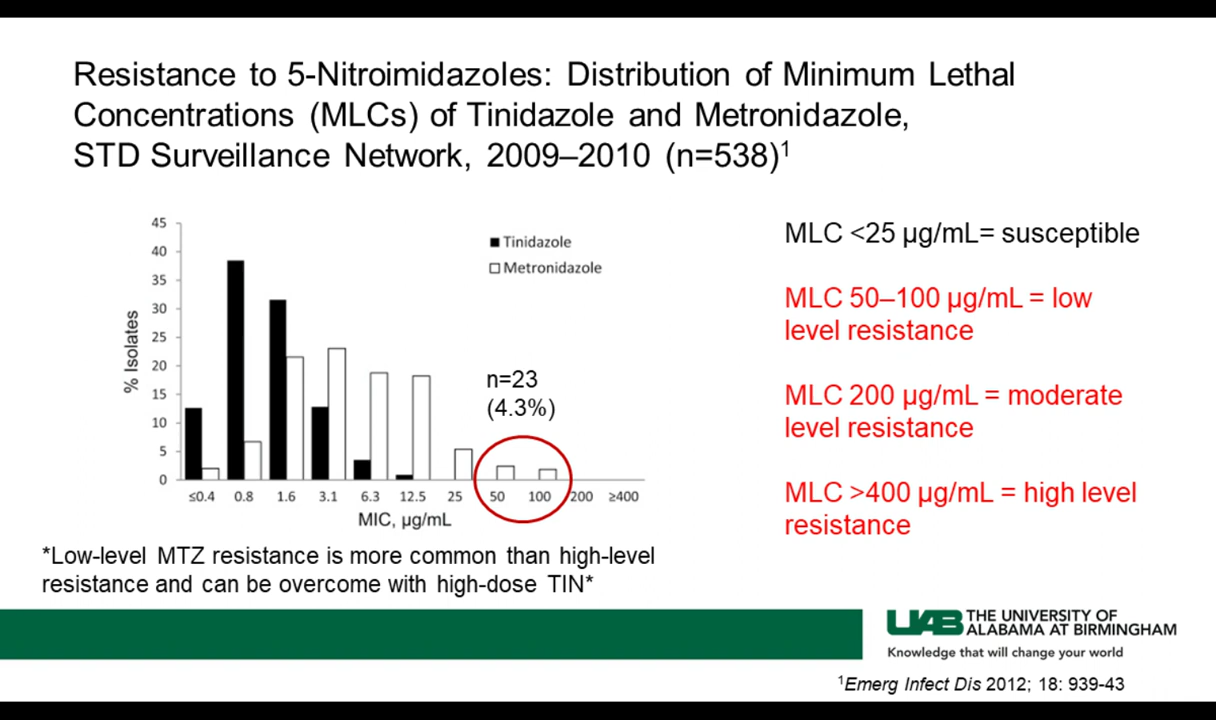 Resistance to 5-Nitroimidazoles: Distribution of Minimum Lethal
Concentrations (MLCs) of Tinidazole and Metronidazole,
STD Surveillance Network, 2009–2010 (n=538)¹
45
40
35
30
25
20
15
10
5
0
% Isolates
Tinidazole
Metronidazole
n=23
(4.3%)
≤0.4 0.8 1.6 3.1 6.3 12.5 25 50 100 200 ≥400
MIC, µg/mL
MLC <25 µg/mL= susceptible
MLC 50–100 µg/mL = low
level resistance
MLC 200 µg/mL = moderate
level resistance
MLC >400 µg/mL = high level
resistance
*Low-level MTZ resistance is more common than high-level
resistance and can be overcome with high-dose TIN*
UAB THE UNIVERSITY OF
ALABAMA AT BIRMINGHAM
Knowledge that will change your world
¹Emerg Infect Dis 2012; 18: 939-43